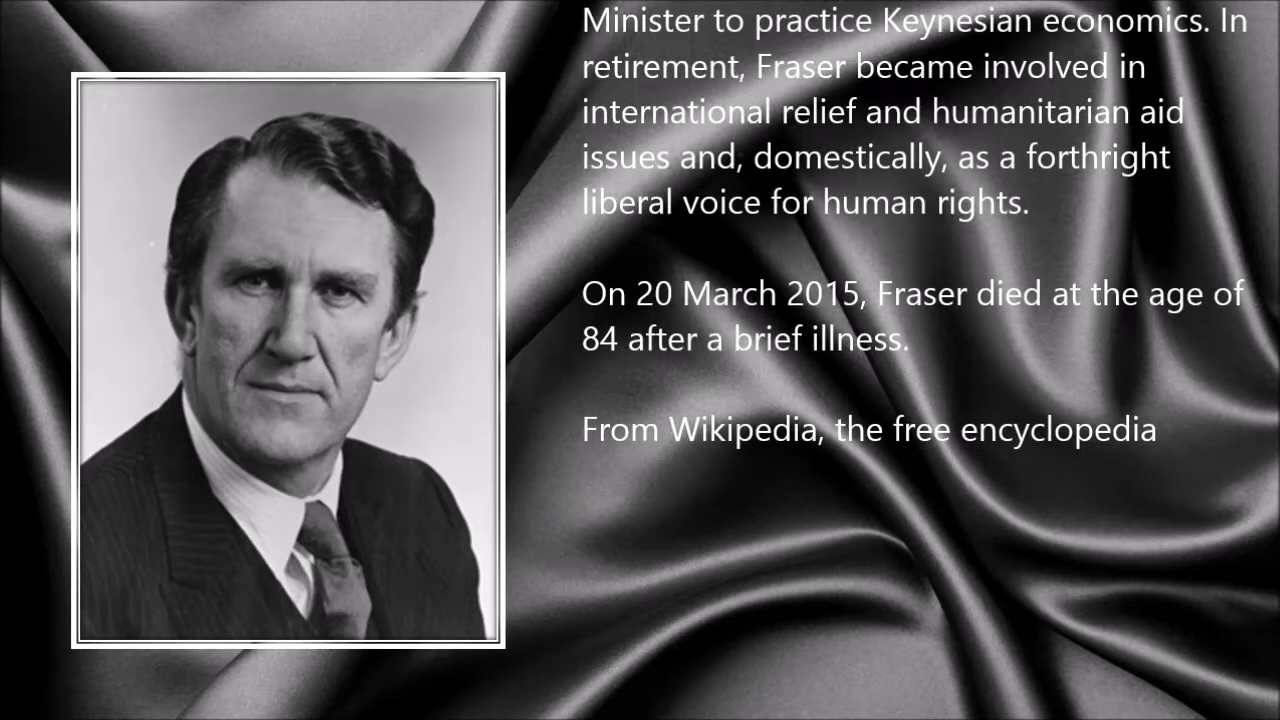 Minister to practice Keynesian economics. In
retirement, Fraser became involved in
international relief and humanitarian aid
issues and, domestically, as a forthright
liberal voice for human rights.
On 20 March 2015, Fraser died at the age of
84 after a brief illness.
From Wikipedia, the free encyclopedia